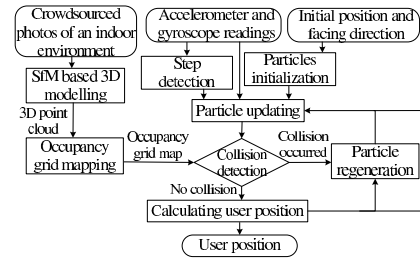 Crowdsourced
photos of an indoor
environment
Accelerometer and
gyroscope readings
Initial position and
facing direction
SfM based 3D
modelling
Step
detection
Particles
initialization
3D point
cloud
Particle updating
Occupancy
grid mapping
Occupancy
grid map
Collision
detection
Collision
occurred
Particle
regeneration
No collision
Calculating user position
User position